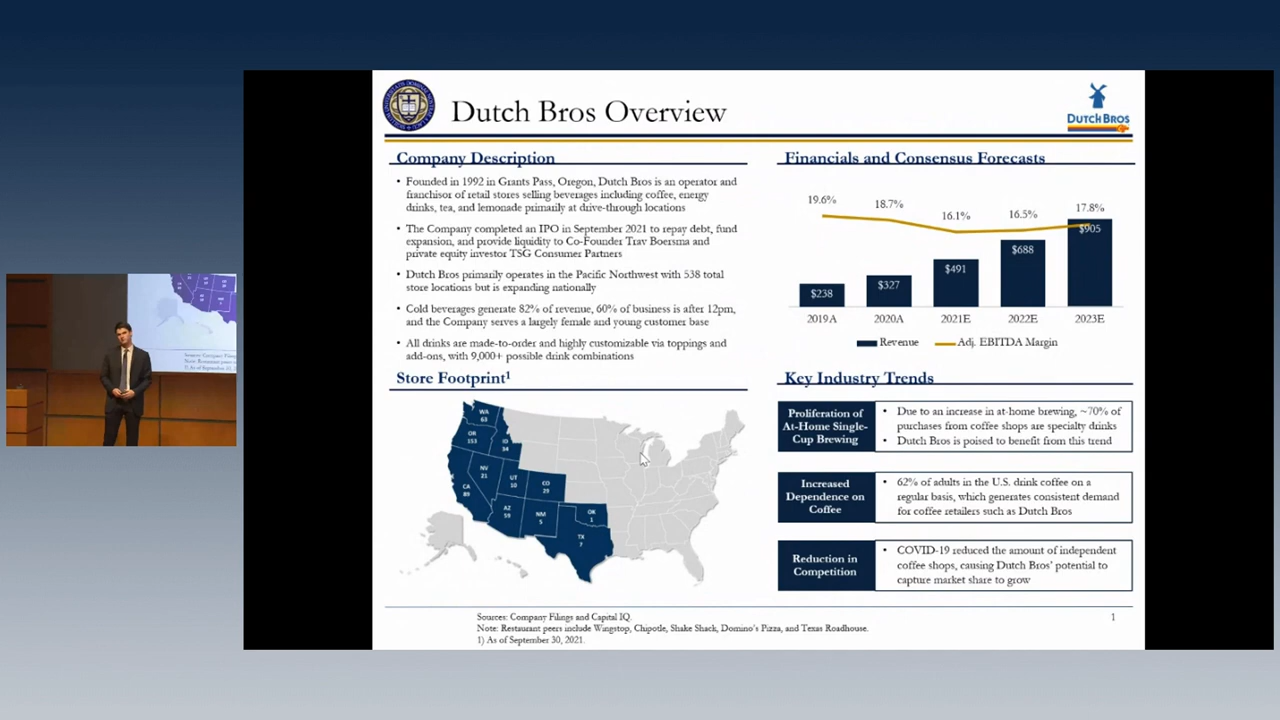 Dutch Bros Overview
DUTCH BROS
Company Description
• Founded in 1992 in Grants Pass, Oregon, Dutch Bros is an operator and
franchisor of retail stores selling beverages including coffee, energy
drinks, tea, and lemonade primarily at drive-through locations
• The Company completed an IPO in September 2021 to repay debt, fund
expansion, and provide liquidity to Co-Founder Trav Boersma and
private equity investor TSG Consumer Partners
• Dutch Bros primarily operates in the Pacific Northwest with 538 total
store locations but is expanding nationally
• Cold beverages generate 82% of revenue, 60% of business is after 12pm,
and the Company serves a largely female and young customer base
• All drinks are made-to-order and highly customizable via toppings and
add-ons, with 9,000+ possible drink combinations
Financials and Consensus Forecasts
19.6% 18.7% 16.1% 16.5% 17.8%
$238 $327 $491 $688 $905
2019A 2020A 2021E 2022E 2023E
Revenue Adj. EBITDA Margin
Store Footprint¹
WA
63
OR
153
ID
34
NV
21
CA
89
UT
10
CO
29
AZ
59
NM
5
OK
1
TX
7
Key Industry Trends
Proliferation of
At-Home Single-
Cup Brewing
• Due to an increase in at-home brewing, ~70% of
purchases from coffee shops are specialty drinks
• Dutch Bros is poised to benefit from this trend
Increased
Dependence on
Coffee
• 62% of adults in the U.S. drink coffee on a
regular basis, which generates consistent demand
for coffee retailers such as Dutch Bros
Reduction in
Competition
• COVID-19 reduced the amount of independent
coffee shops, causing Dutch Bros' potential to
capture market share to grow
Sources: Company Filings and Capital IQ.
Note: Restaurant peers include Wingstop, Chipotle, Shake Shack, Domino's Pizza, and Texas Roadhouse.
1) As of September 30, 2021.
1